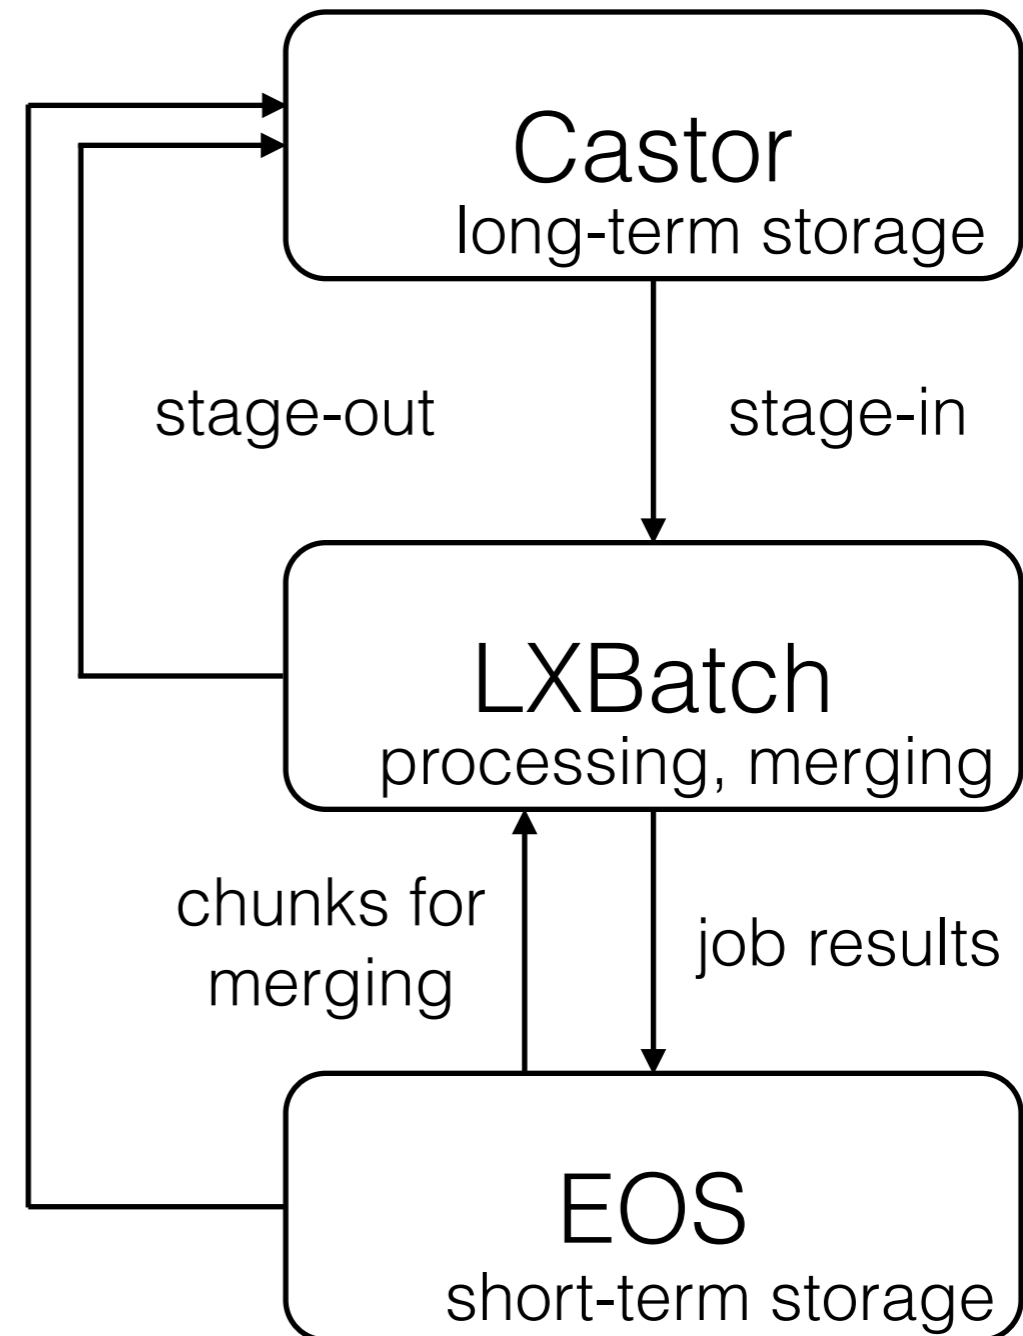 Castor
long-term storage
stage-out
stage-in
LXBatch
processing, merging
chunks for
merging
job results
EOS
short-term storage